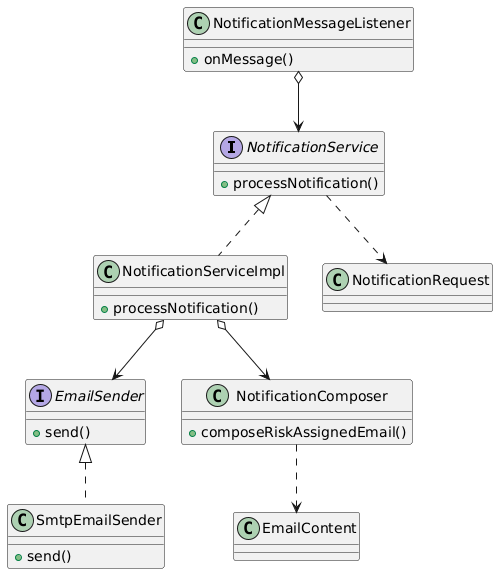 C NotificationMessageListener
onMessage()
I NotificationService
processNotification()
C NotificationServiceImpl
processNotification()
C NotificationRequest
I EmailSender
send()
C NotificationComposer
composeRiskAssignedEmail()
C SmtpEmailSender
send()
C EmailContent